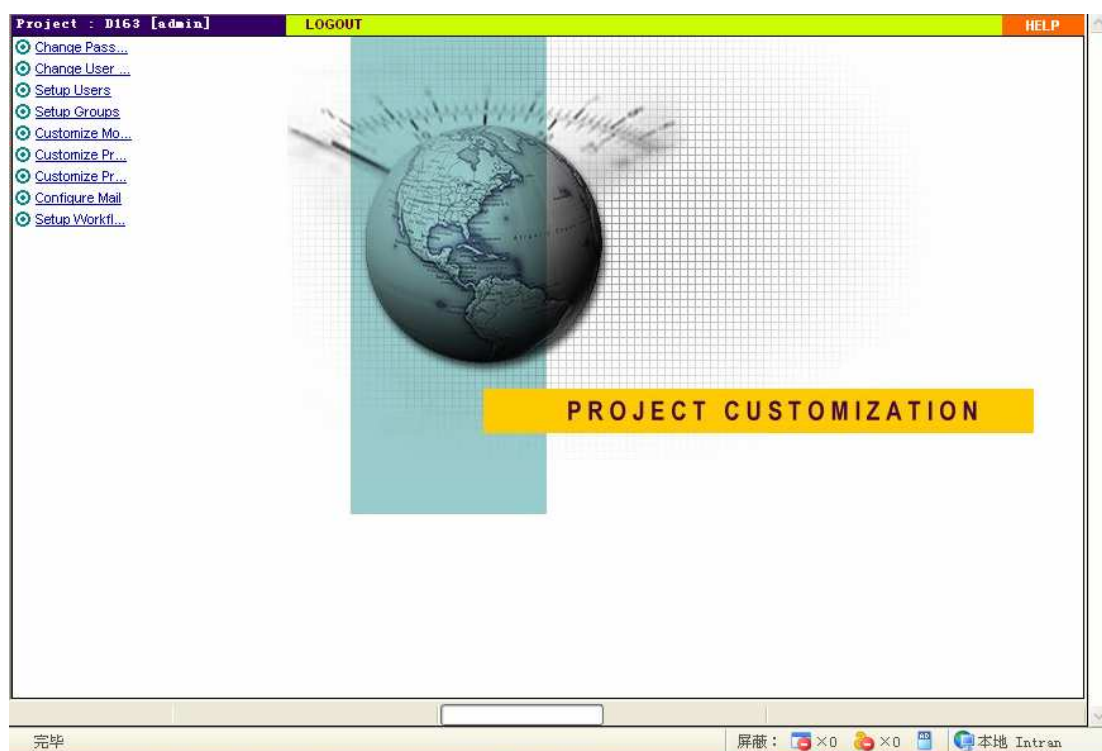 Project : D163 [admin] LOGOUT HELP
Change Pass...
Change User ...
Setup Users
Setup Groups
Customize Mo...
Customize Pr...
Customize Pr...
Configure Mail
Setup Workfl...
PROJECT CUSTOMIZATION
完毕 屏蔽： ×0 ×0 本地 Intran